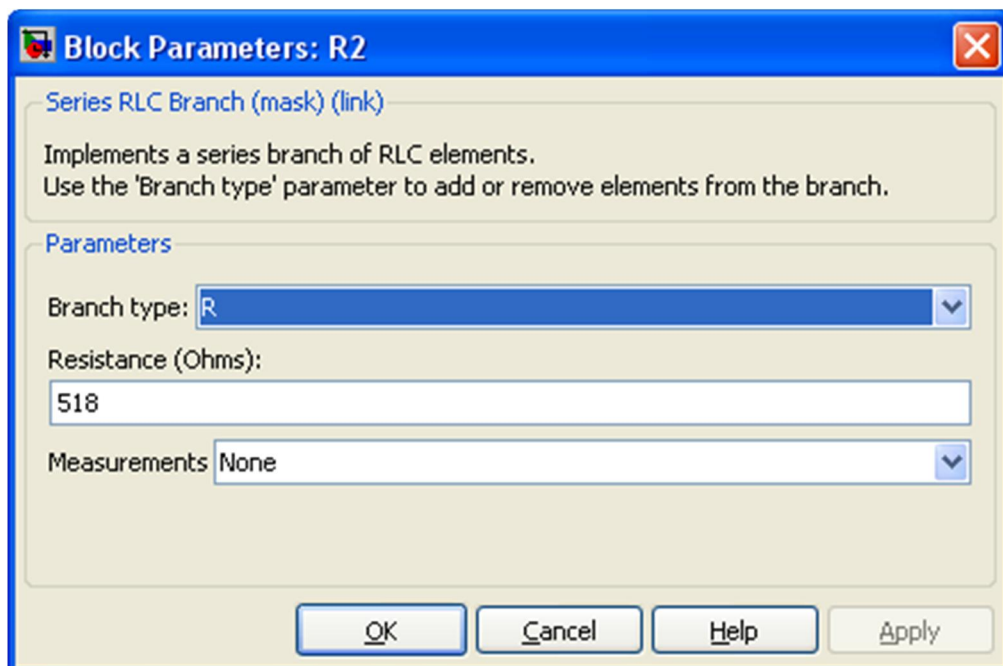 Block Parameters: R2
Series RLC Branch (mask) (link)
Implements a series branch of RLC elements.
Use the 'Branch type' parameter to add or remove elements from the branch.
Parameters
Branch type: R
Resistance (Ohms):
518
Measurements None
OK Cancel Help Apply